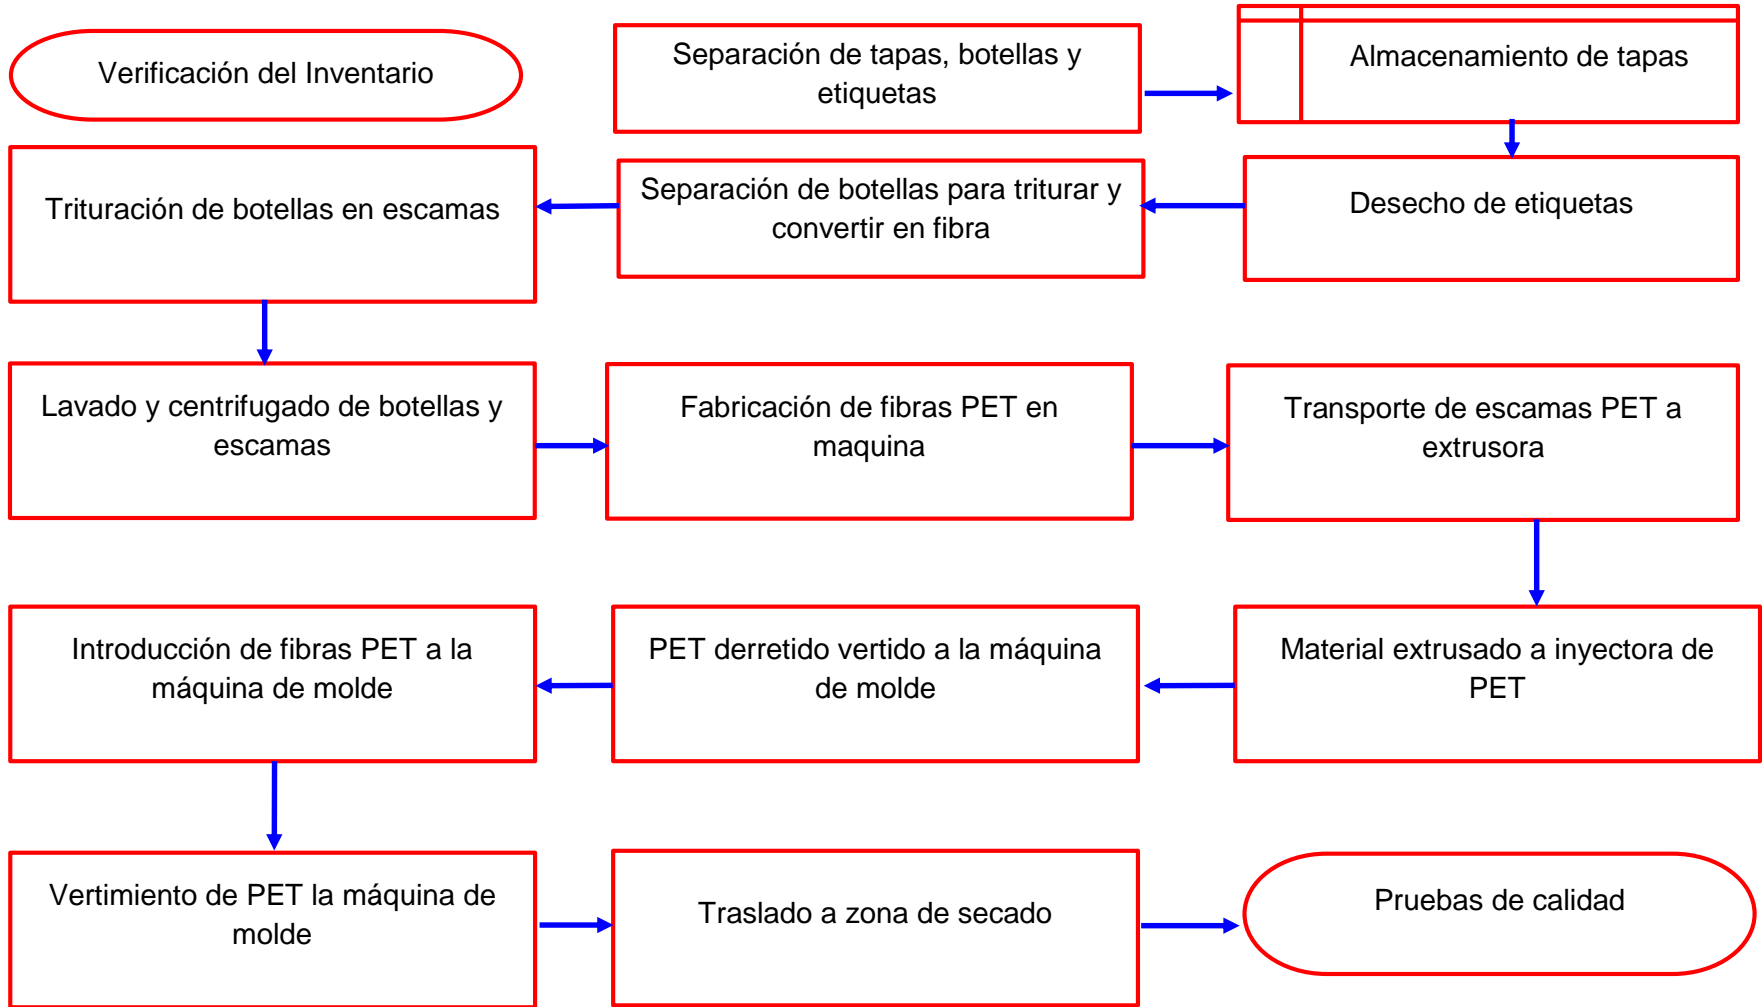 Verificación del Inventario
Separación de tapas, botellas y
etiquetas
Almacenamiento de tapas
Trituración de botellas en escamas
Separación de botellas para triturar y
convertir en fibra
Desecho de etiquetas
Lavado y centrifugado de botellas y
escamas
Fabricación de fibras PET en
maquina
Transporte de escamas PET a
extrusora
Introducción de fibras PET a la
máquina de molde
PET derretido vertido a la máquina
de molde
Material extrusado a inyectora de
PET
Vertimiento de PET la máquina de
molde
Traslado a zona de secado
Pruebas de calidad